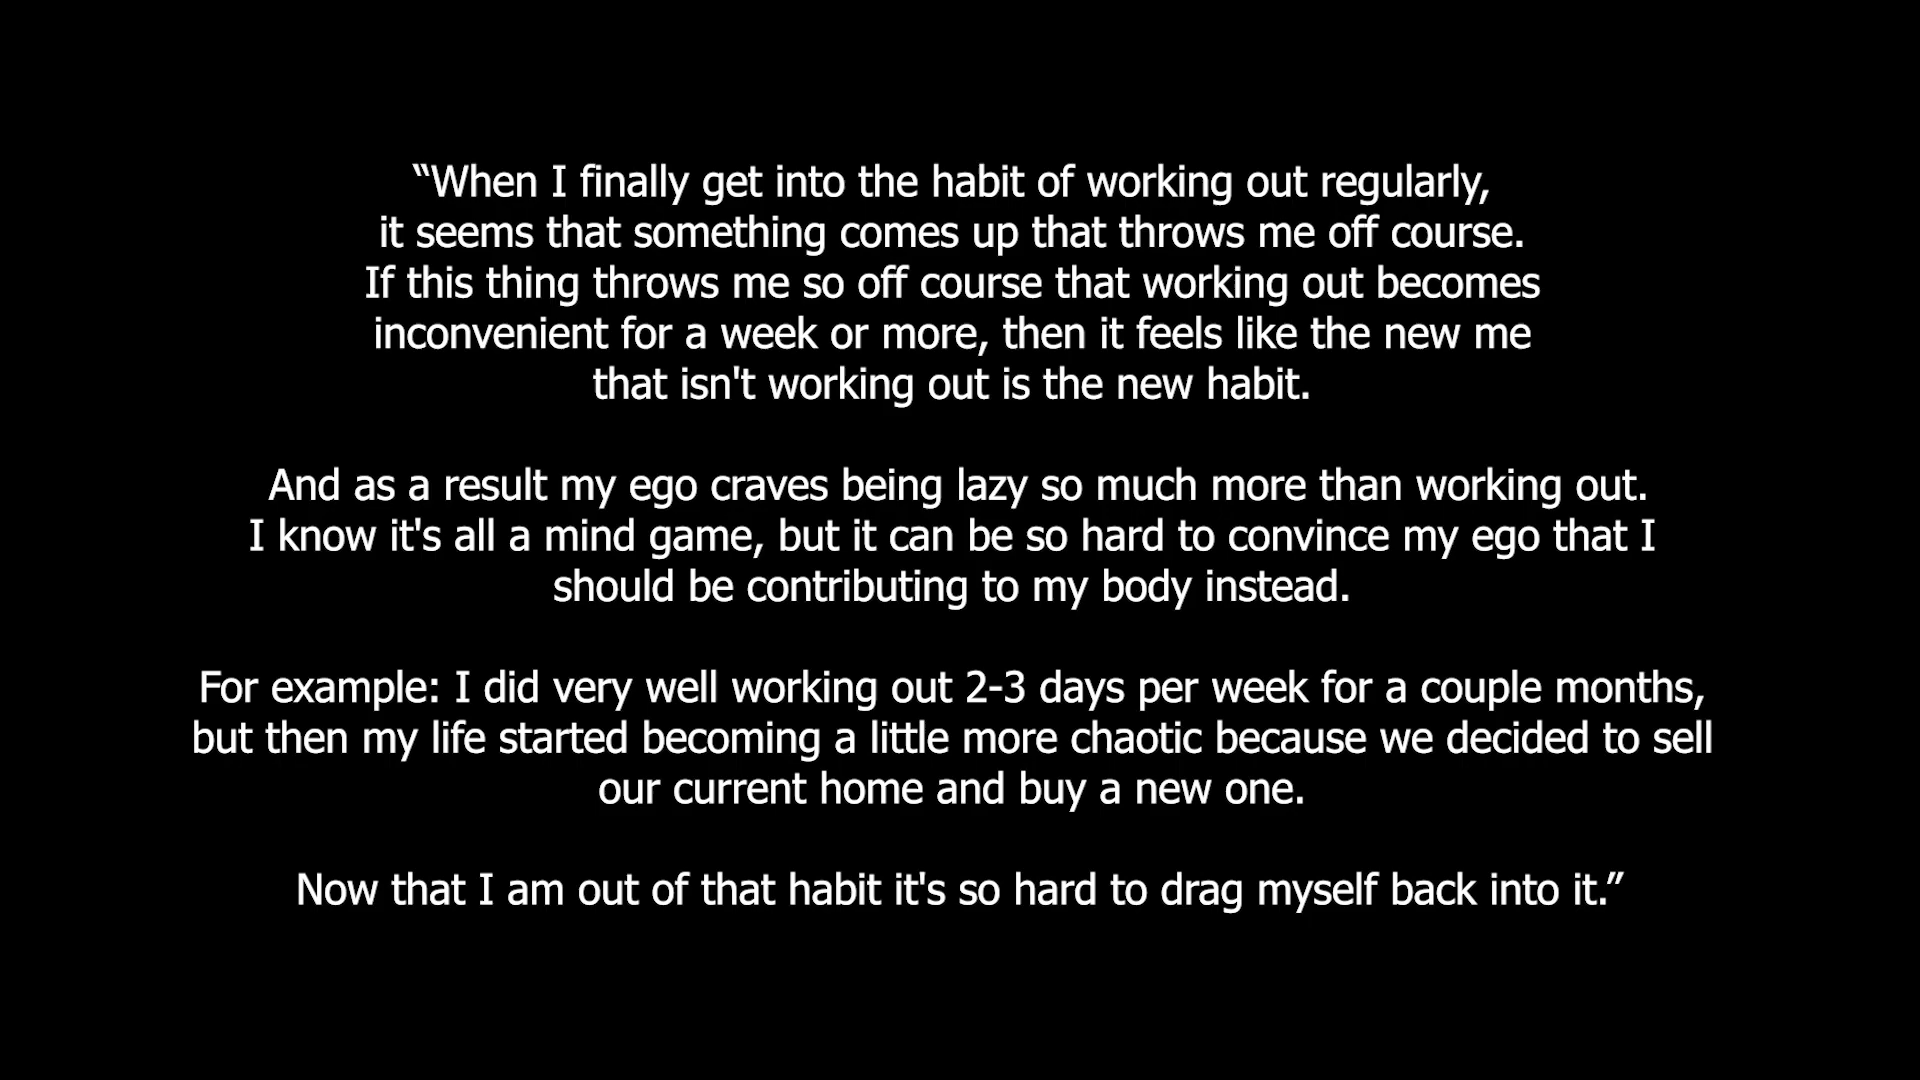 “When I finally get into the habit of working out regularly,
it seems that something comes up that throws me off course.
If this thing throws me so off course that working out becomes
inconvenient for a week or more, then it feels like the new me
that isn't working out is the new habit.
And as a result my ego craves being lazy so much more than working out.
I know it's all a mind game, but it can be so hard to convince my ego that I
should be contributing to my body instead.
For example: I did very well working out 2-3 days per week for a couple months,
but then my life started becoming a little more chaotic because we decided to sell
our current home and buy a new one.
Now that I am out of that habit it's so hard to drag myself back into it.”